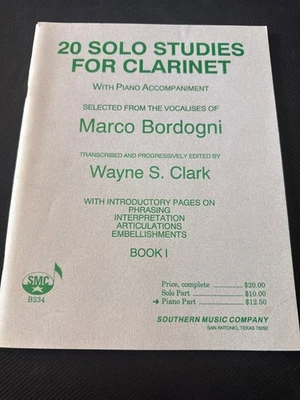 20 SOLO STUDIES
FOR CLARINET
WITH PIANO ACCOMPANIMENT
SELECTED FROM THE VOCALISES OF
Marco Bordogni
TRANSCRIBED AND PROGRESSIVELY EDITED BY
Wayne S. Clark
WITH INTRODUCTORY PAGES ON
PHRASING
INTERPRETATION
ARTICULATIONS
EMBELLISHMENTS
BOOK I
SMC
B234
Price, complete ............ $20.00
Solo Part ................... $10.00
→ Piano Part ................ $12.50
SOUTHERN MUSIC COMPANY
SAN ANTONIO, TEXAS 78292